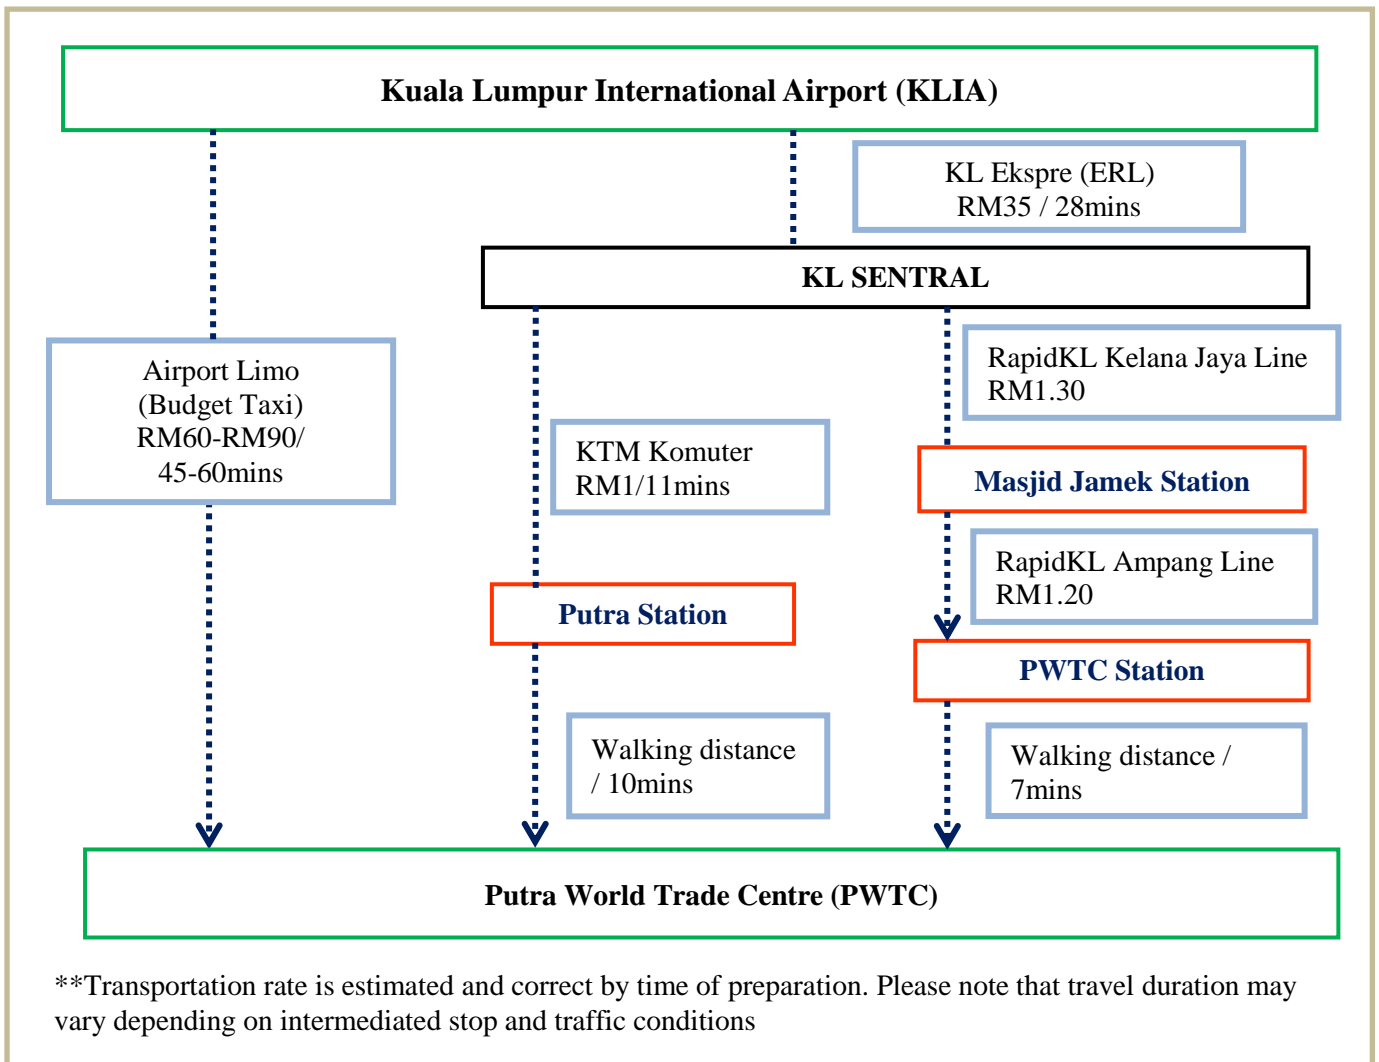 Kuala Lumpur International Airport (KLIA)
KL Ekspre (ERL)
RM35 / 28mins
KL SENTRAL
Airport Limo
(Budget Taxi)
RM60-RM90/
45-60mins
KTM Komuter
RM1/11mins
Putra Station
Walking distance
/ 10mins
RapidKL Kelana Jaya Line
RM1.30
Masjid Jamek Station
RapidKL Ampang Line
RM1.20
PWTC Station
Walking distance /
7mins
Putra World Trade Centre (PWTC)
**Transportation rate is estimated and correct by time of preparation. Please note that travel duration may
vary depending on intermediated stop and traffic conditions